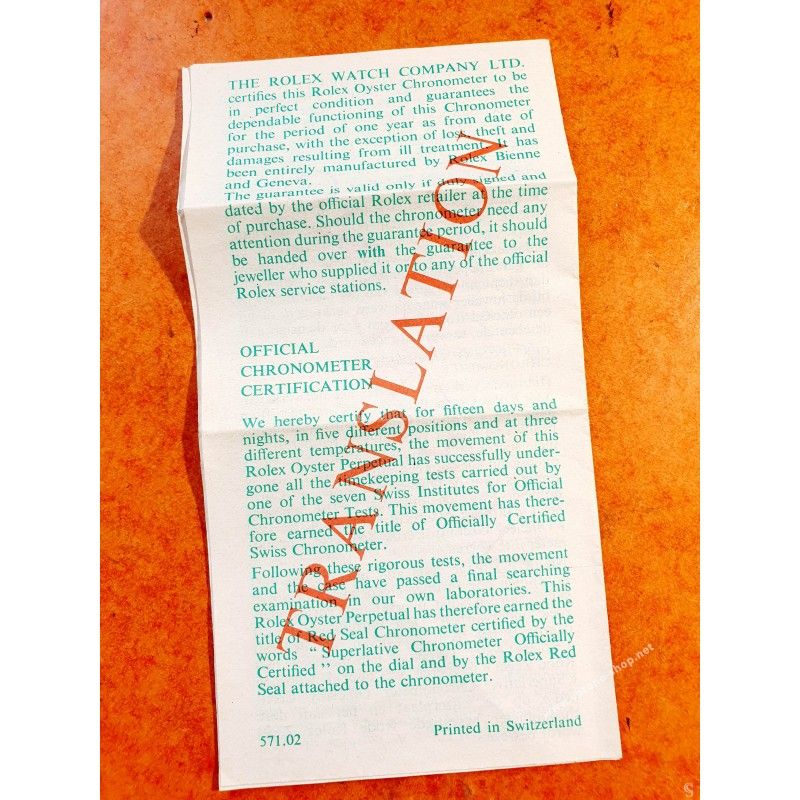 THE ROLEX WATCH COMPANY LTD.
certifies this Rolex Oyster Chronometer to be
in perfect condition and guarantees the
dependable functioning of this Chronometer
for the period of one year as from date of
purchase, with the exception of loss, theft and
damages resulting from ill treatment. It has
been entirely manufactured by Rolex Bienne
and Geneva.
The guarantee is valid only if duly signed and
dated by the official Rolex retailer at the time
of purchase. Should the chronometer need any
attention during the guarantee period, it should
be handed over with the guarantee to the
jeweller who supplied it or to any of the official
Rolex service stations.
TRANSLATION
OFFICIAL
CHRONOMETER
CERTIFICATION
We hereby certify that for fifteen days and
nights, in five different positions and at three
different temperatures, the movement of this
Rolex Oyster Perpetual has successfully under-
gone all the timekeeping tests carried out by
one of the seven Swiss Institutes for Official
Chronometer Tests. This movement has there-
fore earned the title of Officially Certified
Swiss Chronometer.
Following these rigorous tests, the movement
and the case have passed a final searching
examination in our own laboratories. This
Rolex Oyster Perpetual has therefore earned the
title of Red Seal Chronometer certified by the
words “Superlative Chronometer Officially
Certified” on the dial and by the Rolex Red
Seal attached to the chronometer.
571.02
Printed in Switzerland